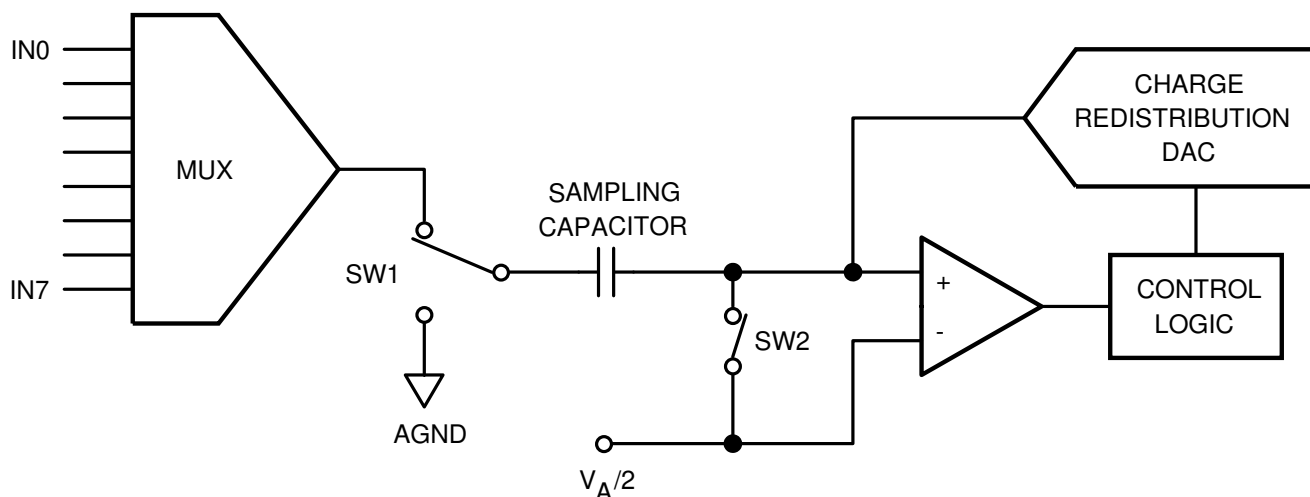 IN0
MUX
IN7
SW1
AGND
SAMPLING
CAPACITOR
SW2
V_A/2
+
-
CHARGE
REDISTRIBUTION
DAC
CONTROL
LOGIC